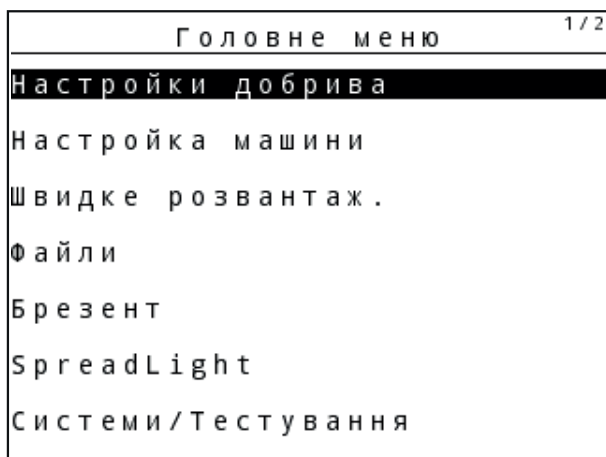 Головне меню 1/2
Настройки добрива
Настройка машини
Швидке розвантаж.
Файли
Брезент
SpreadLight
Системи/Тестування